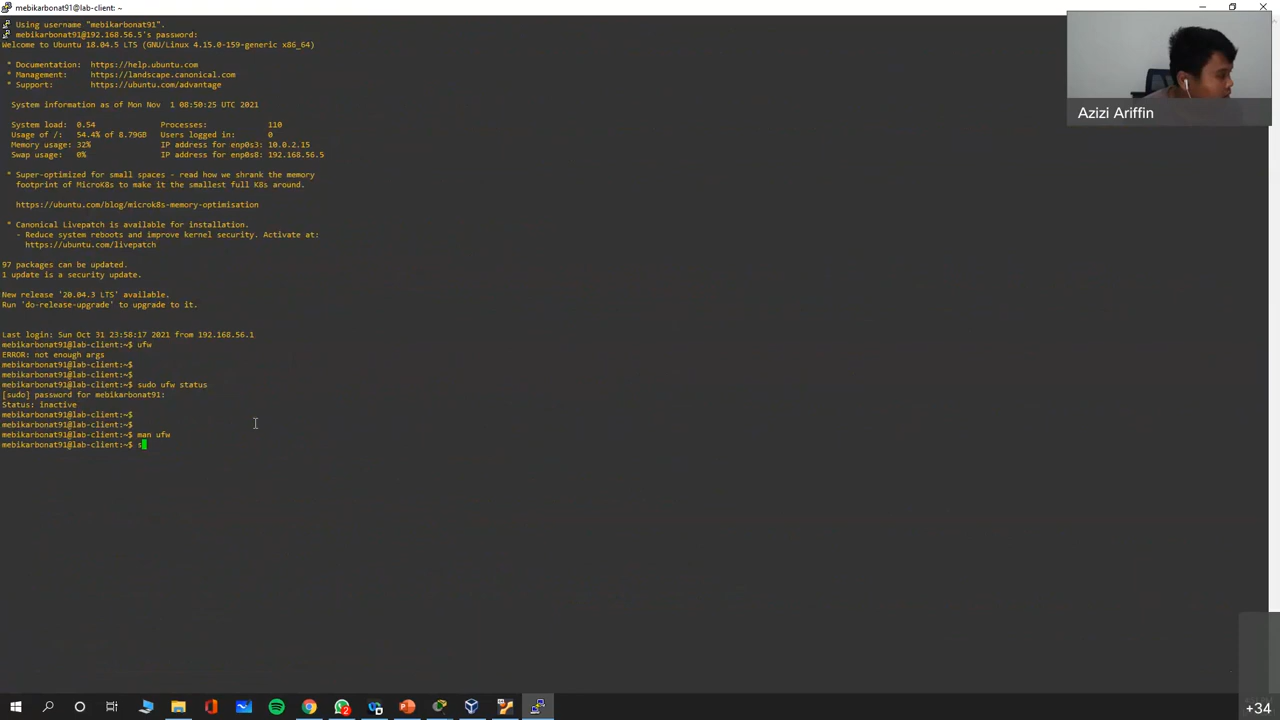 mebikarbonat91@lab-client: ~
Using username "mebikarbonat91".
mebikarbonat91@192.168.56.5's password:
Welcome to Ubuntu 18.04.5 LTS (GNU/Linux 4.15.0-159-generic x86_64)
* Documentation:  https://help.ubuntu.com
* Management:     https://landscape.canonical.com
* Support:        https://ubuntu.com/advantage
System information as of Mon Nov  1 08:50:25 UTC 2021
System load:  0.54               Processes:             110
Usage of /:   54.4% of 8.79GB   Users logged in:       0
Memory usage: 32%                IP address for enp0s3: 10.0.2.15
Swap usage:   0%                 IP address for enp0s8: 192.168.56.5
* Super-optimized for small spaces - read how we shrank the memory
footprint of MicroK8s to make it the smallest full K8s around.
https://ubuntu.com/blog/microk8s-memory-optimisation
* Canonical Livepatch is available for installation.
- Reduce system reboots and improve kernel security. Activate at:
https://ubuntu.com/livepatch
97 packages can be updated.
1 update is a security update.
New release '20.04.3 LTS' available.
Run 'do-release-upgrade' to upgrade to it.
Last login: Sun Oct 31 23:58:17 2021 from 192.168.56.1
mebikarbonat91@lab-client:~$ ufw
ERROR: not enough args
mebikarbonat91@lab-client:~$
mebikarbonat91@lab-client:~$
mebikarbonat91@lab-client:~$ sudo ufw status
[sudo] password for mebikarbonat91:
Status: inactive
mebikarbonat91@lab-client:~$
mebikarbonat91@lab-client:~$
mebikarbonat91@lab-client:~$ man ufw
mebikarbonat91@lab-client:~$ s
Azizi Ariffin
2
+34